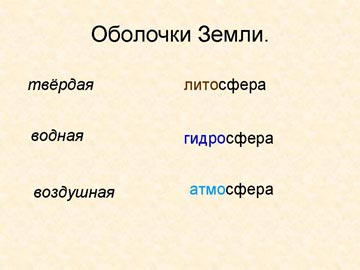 Оболочки Земли.
твёрдая литосфера
водная гидросфера
воздушная атмосфера